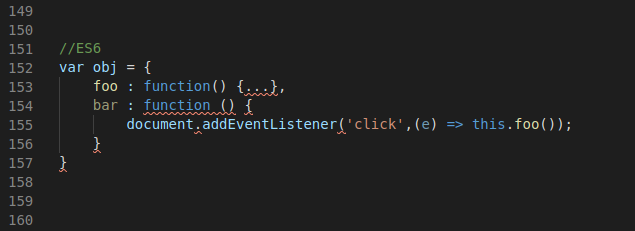 149
150
151 //ES6
152 var obj = {
153 foo : function() {...},
154 bar : function () {
155 document.addEventListener('click',(e) => this.foo());
156 }
157 }
158
159
160